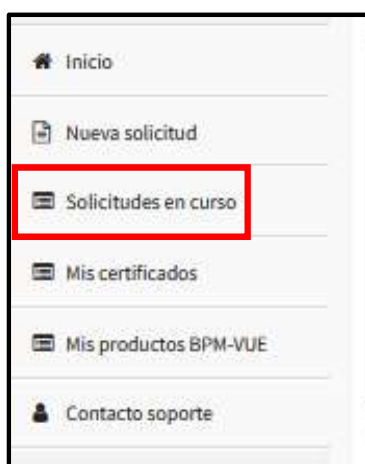 Inicio
Nueva solicitud
Solicitudes en curso
Mis certificados
Mis productos BPM-VUE
Contacto soporte